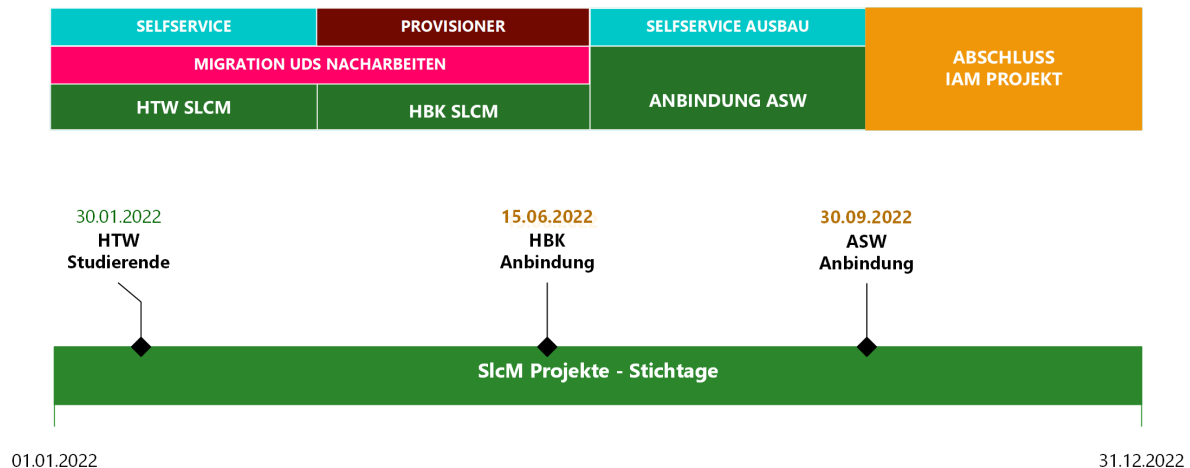 SELFSERVICE
PROVISIONER
SELFSERVICE AUSBAU
ABSCHLUSS
IAM PROJEKT
MIGRATION UDS NACHARBEITEN
HTW SLCM
HBK SLCM
ANBINDUNG ASW
30.01.2022
HTW
Studierende
15.06.2022
HBK
Anbindung
30.09.2022
ASW
Anbindung
SlcM Projekte - Stichtage
01.01.2022
31.12.2022